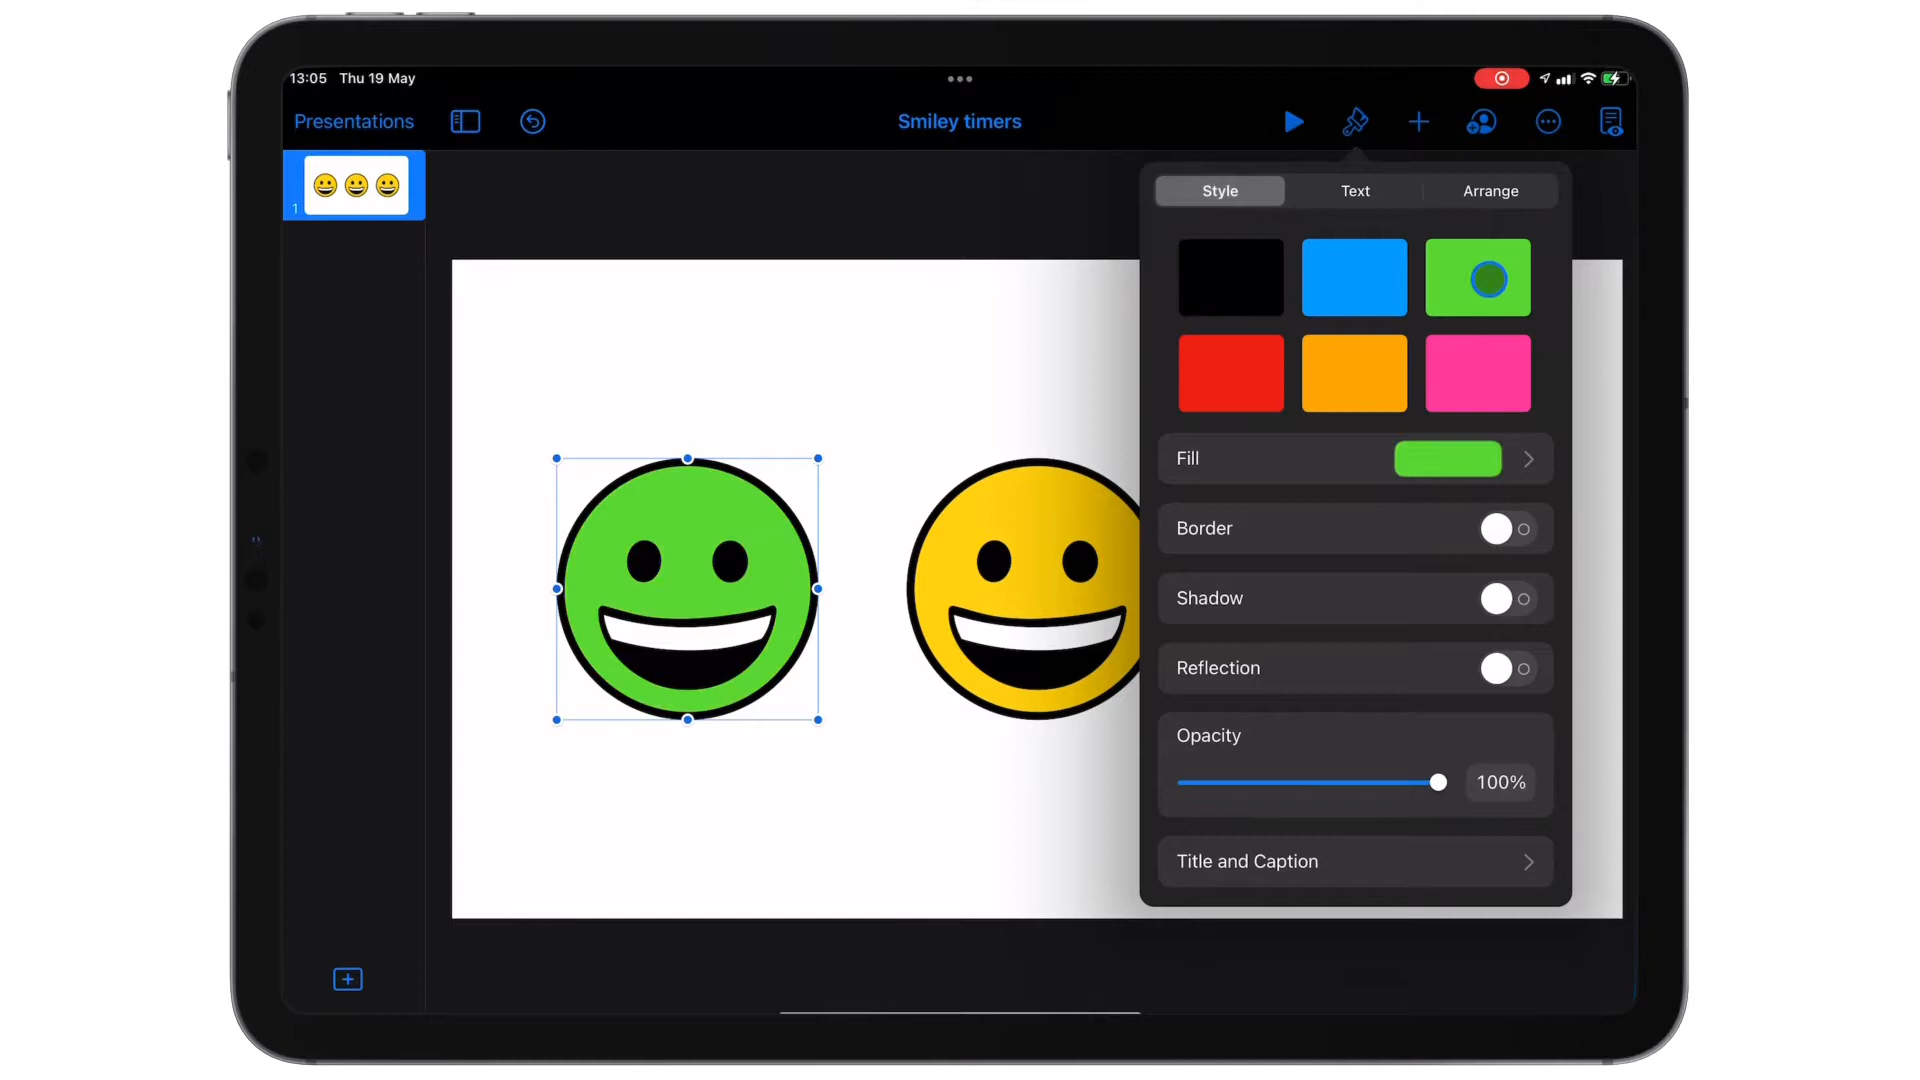 13:05 Thu 19 May
Presentations
Smiley timers
1
Style Text Arrange
Fill
Border
Shadow
Reflection
Opacity
100%
Title and Caption